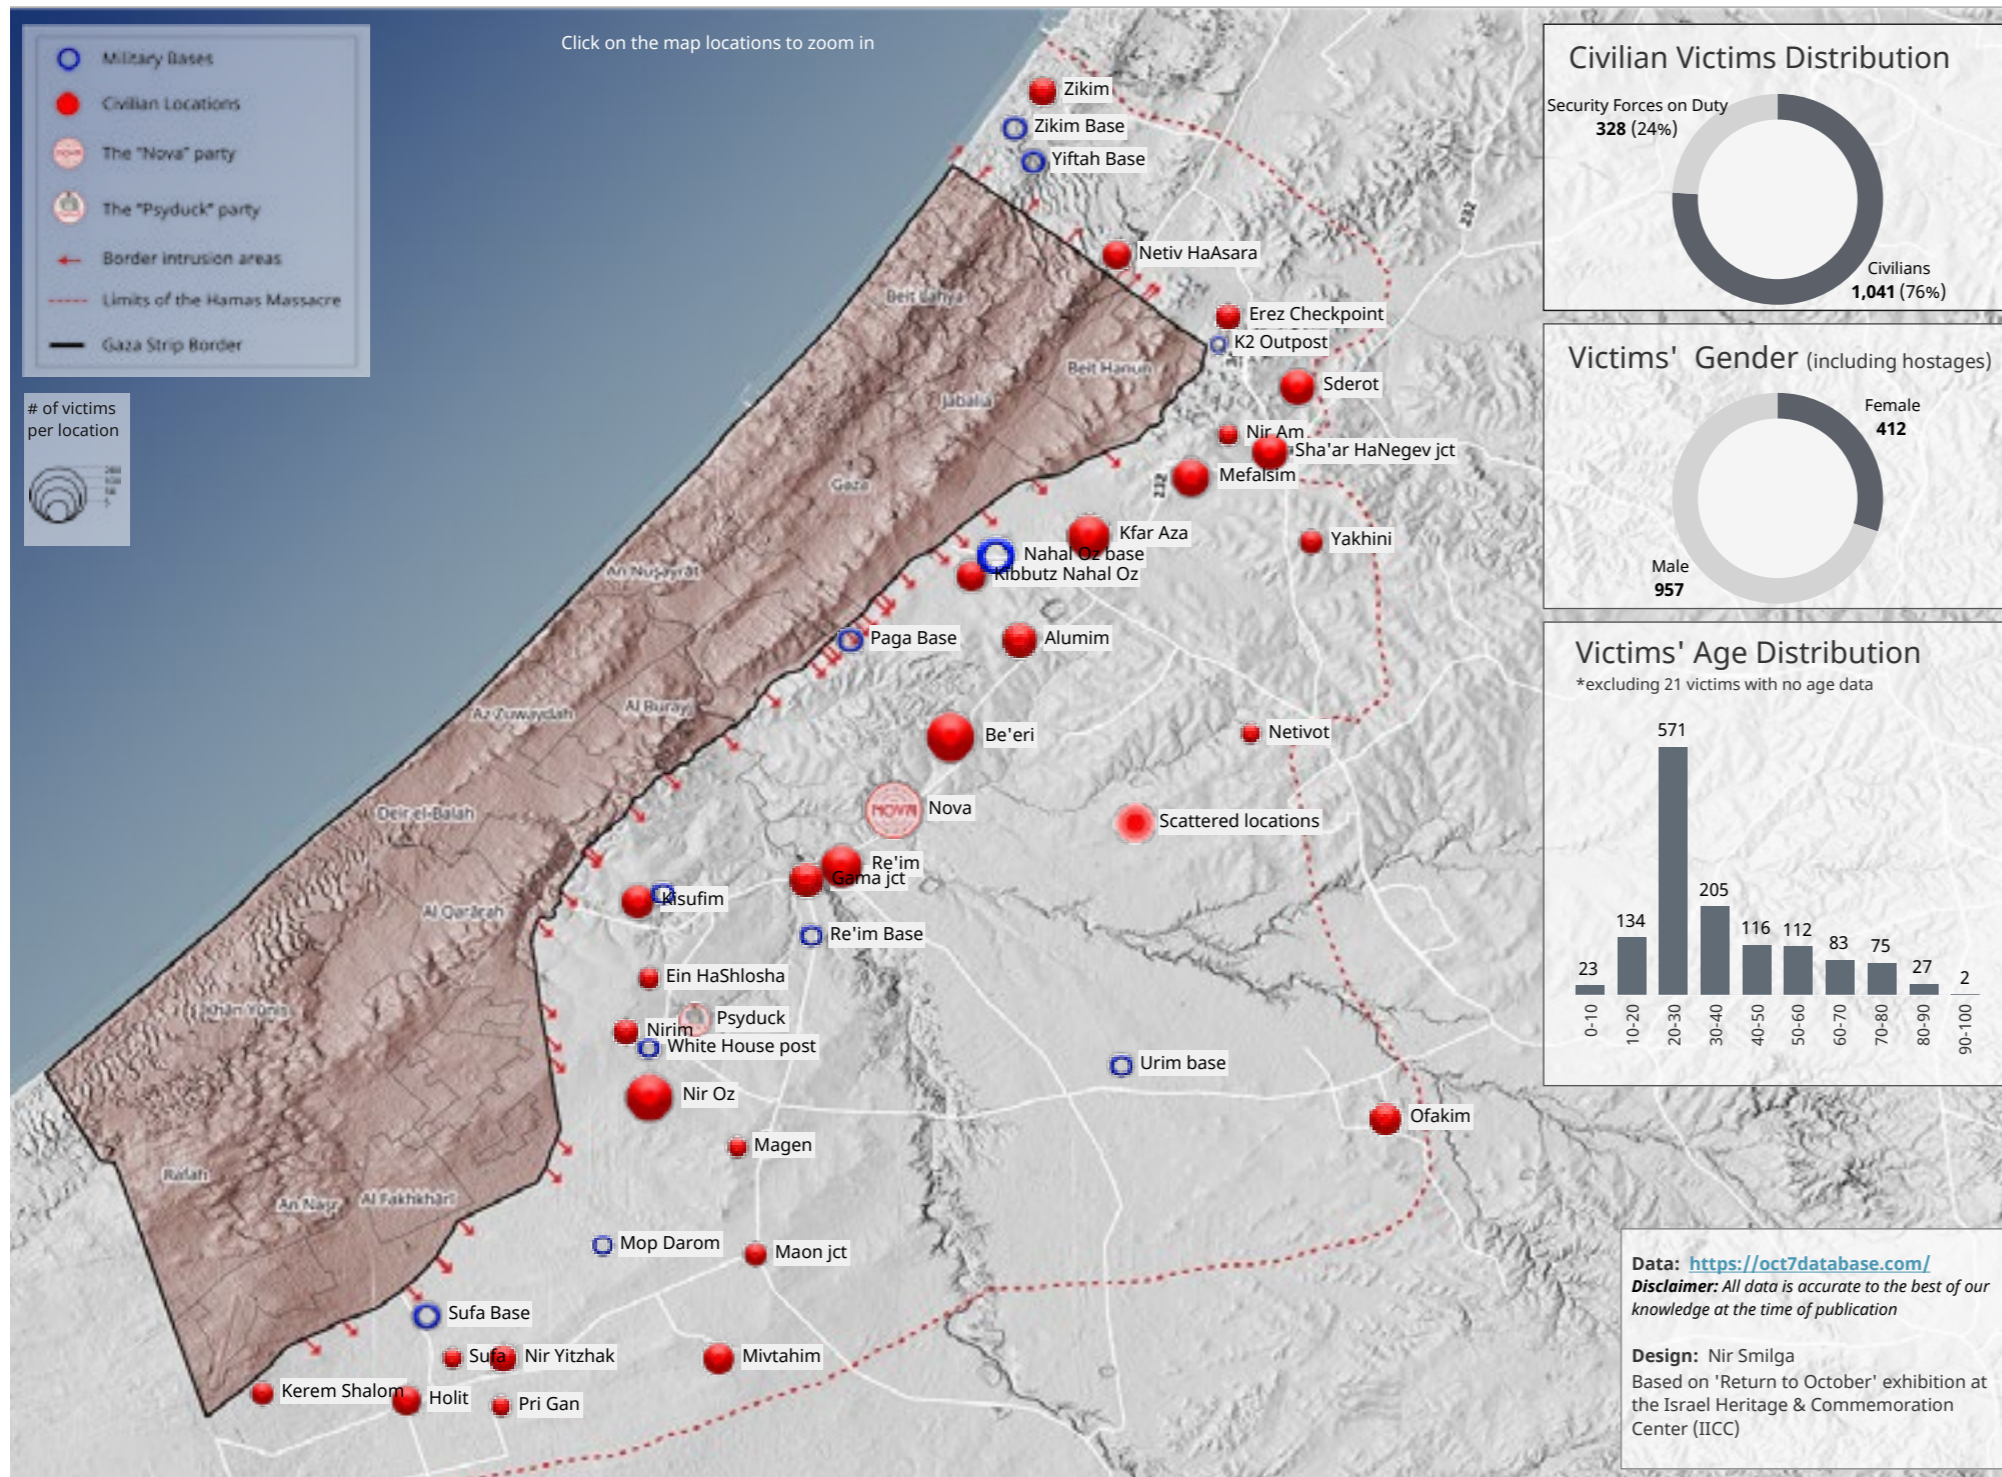 Click on the map locations to zoom in
Military Bases
Civilian Locations
The "Nova" party
The "Psyduck" party
Border intrusion areas
Limits of the Hamas Massacre
Gaza Strip Border
# of victims
per location
Zikim
Zikim Base
Yiftah Base
232
Netiv HaAsara
Beit Lahya
Erez Checkpoint
K2 Outpost
Beit Hanun
Sderot
Jabalia
Nir Am
Sha'ar HaNegev jct
Mefalsim
232
Gaza
Kfar Aza
Yakhini
Nahal Oz base
Kibbutz Nahal Oz
An Nuşayrāt
Paga Base
Alumim
Al Burayj
Az Zuwaydah
Be'eri
Netivot
NOVA
Nova
Deir el-Balah
Scattered locations
Re'im
Gama jct
Kisufim
Al Qarārah
Re'im Base
Ein HaShlosha
Khān Yūnis
Psyduck
Nirim
White House post
Urim base
Nir Oz
Ofakim
Magen
Rafah
An Naşr
Al Fakhkhārī
Mop Darom
Maon jct
Sufa Base
Sufa
Nir Yitzhak
Mivtahim
Kerem Shalom
Holit
Pri Gan
Civilian Victims Distribution
Security Forces on Duty
328 (24%)
Civilians
1,041 (76%)
Victims' Gender (including hostages)
Female
412
Male
957
Victims' Age Distribution
*excluding 21 victims with no age data
23
134
571
205
116
112
83
75
27
2
0-10
10-20
20-30
30-40
40-50
50-60
60-70
70-80
80-90
90-100
Data: https://oct7database.com/
Disclaimer: All data is accurate to the best of our
knowledge at the time of publication
Design: Nir Smilga
Based on 'Return to October' exhibition at
the Israel Heritage & Commemoration
Center (IICC)